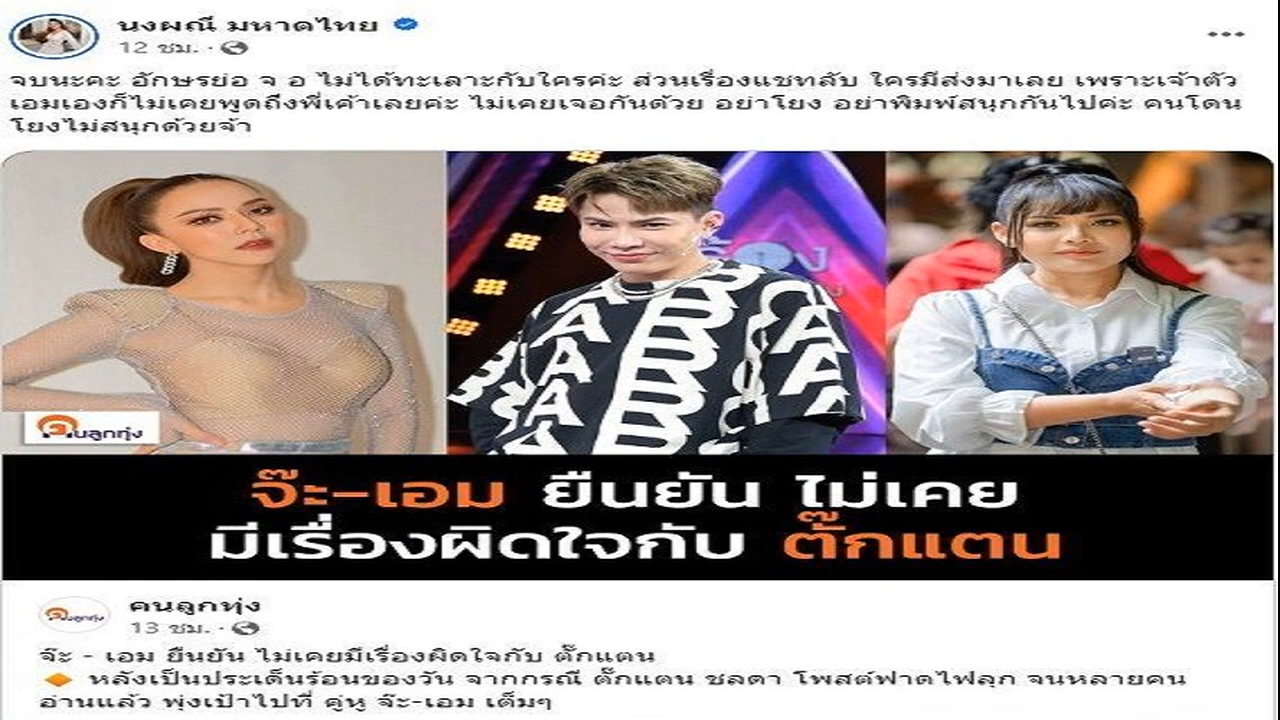 นงผณี มหาดไทย
12 ชม. ·
จบนะคะ อักษรย่อ จ อ ไม่ได้ทะเลาะกับใครค่ะ ส่วนเรื่องแชทลับ ใครมีส่งมาเลย เพราะเจ้าตัว
เอมเองก็ไม่เคยพูดถึงพี่เค้าเลยค่ะ ไม่เคยเจอกันด้วย อย่าโยง อย่าพิมพ์สนุกกันไปค่ะ คนโดน
โยงไม่สนุกด้วยจ้า
คนลูกทุ่ง
จ๊ะ-เอม ยืนยัน ไม่เคย
มีเรื่องผิดใจกับ ตั๊กแตน
คนลูกทุ่ง
13 ชม. ·
จ๊ะ - เอม ยืนยัน ไม่เคยมีเรื่องผิดใจกับ ตั๊กแตน
🔸 หลังเป็นประเด็นร้อนของวัน จากกรณี ตั๊กแตน ชลดา โพสต์ฟาดไฟลุก จนหลายคน
อ่านแล้ว พุ่งเป้าไปที่ คู่หู จ๊ะ-เอม เต็มๆ